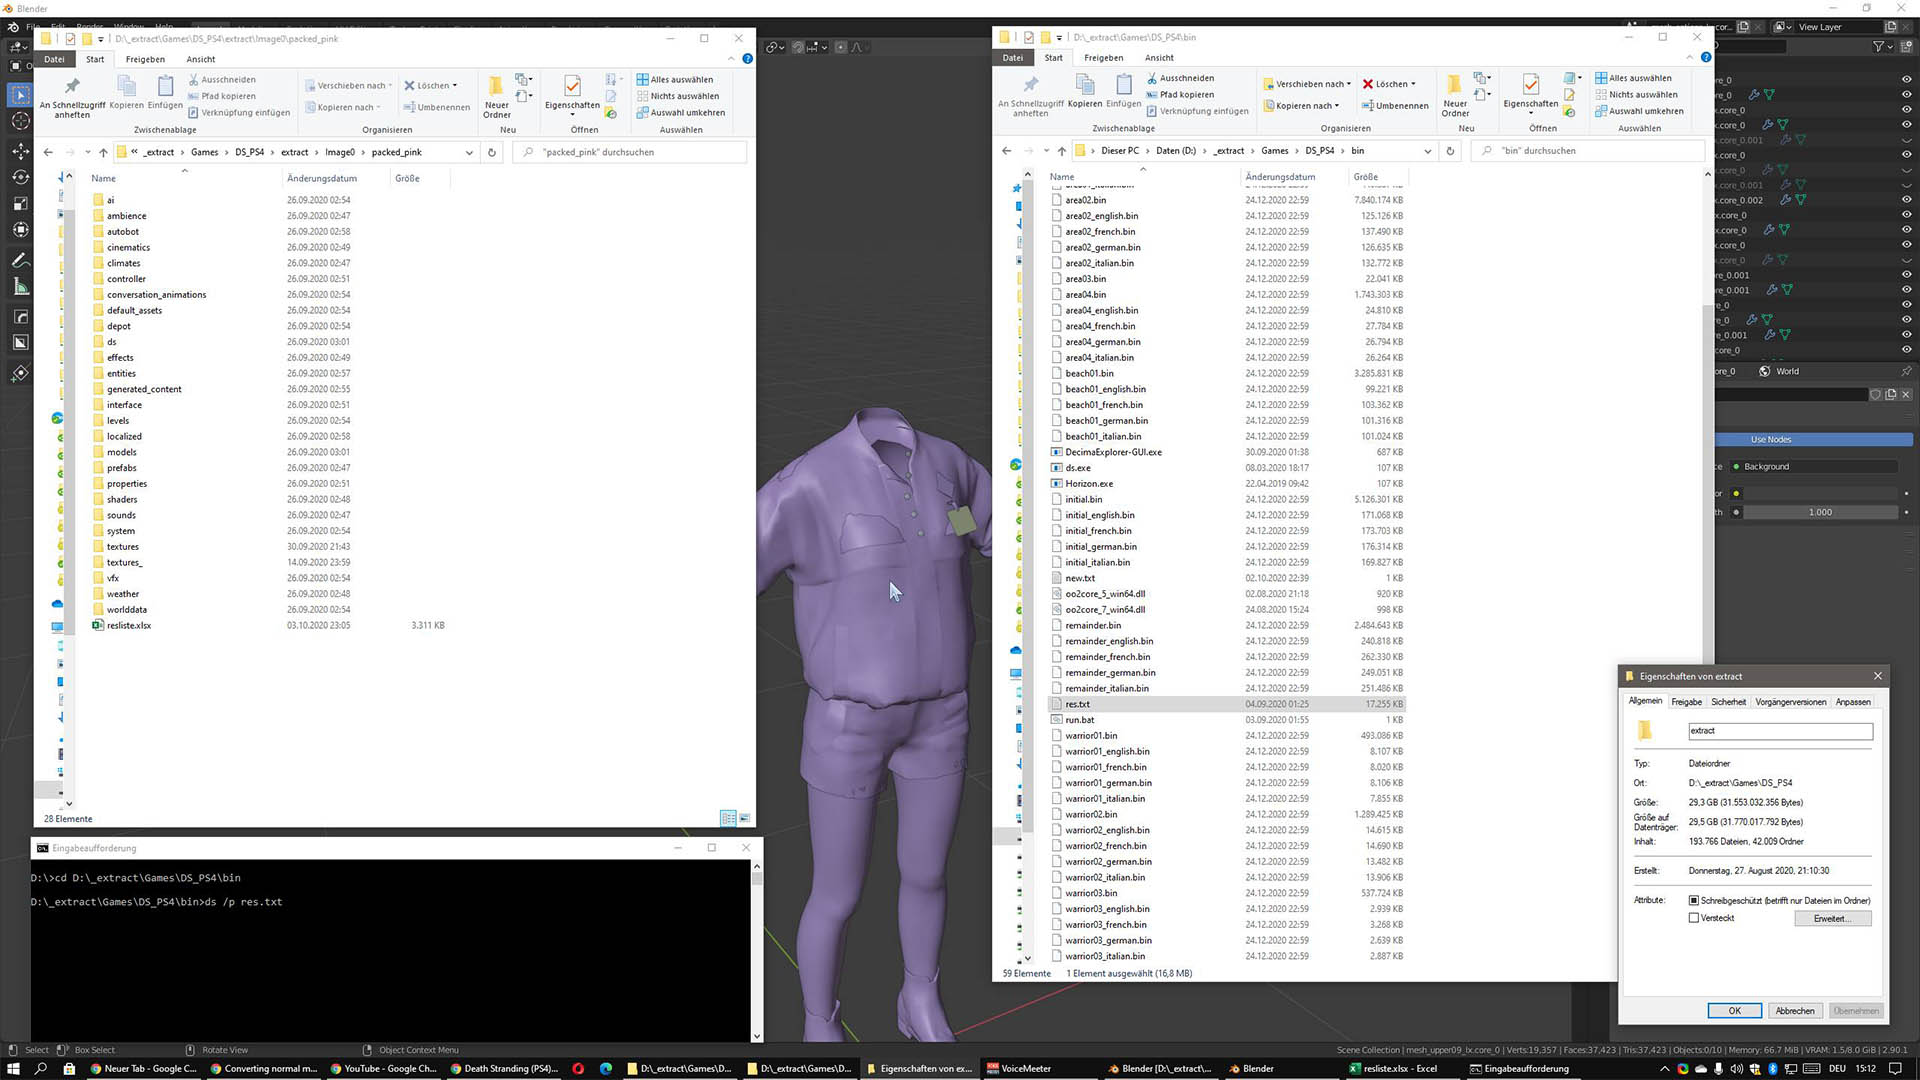 Blender
File Edit Render Window Help
View Layer
D:\_extract\Games\DS_PS4\extract\Image0\packed_pink
Datei Start Freigeben Ansicht
An Schnellzugriff anheften
Kopieren
Einfügen
Ausschneiden
Pfad kopieren
Verknüpfung einfügen
Verschieben nach
Kopieren nach
Löschen
Umbenennen
Neuer Ordner
Eigenschaften
Alles auswählen
Nichts auswählen
Auswahl umkehren
Zwischenablage Organisieren Neu Öffnen Auswählen
« _extract › Games › DS_PS4 › extract › Image0 › packed_pink
"packed_pink" durchsuchen
Name Änderungsdatum Größe
ai 26.09.2020 02:54
ambience 26.09.2020 02:47
autobot 26.09.2020 02:58
cinematics 26.09.2020 02:49
climates 26.09.2020 02:47
controller 26.09.2020 02:51
conversation_animations 26.09.2020 02:54
default_assets 26.09.2020 02:54
depot 26.09.2020 02:54
ds 26.09.2020 03:01
effects 26.09.2020 02:49
entities 26.09.2020 02:57
generated_content 26.09.2020 02:55
interface 26.09.2020 02:51
levels 26.09.2020 02:54
localized 26.09.2020 02:58
models 26.09.2020 03:01
prefabs 26.09.2020 02:47
properties 26.09.2020 02:51
shaders 26.09.2020 02:48
sounds 26.09.2020 02:47
system 26.09.2020 02:54
textures 30.09.2020 21:43
textures_ 14.09.2020 23:59
vfx 26.09.2020 02:54
weather 26.09.2020 02:48
worlddata 26.09.2020 02:48
resliste.xlsx 03.10.2020 23:05 3.311 KB
28 Elemente
Eingabeaufforderung
D:\>cd D:\_extract\Games\DS_PS4\bin
D:\_extract\Games\DS_PS4\bin>ds /p res.txt
D:\_extract\Games\DS_PS4\bin
Datei Start Freigeben Ansicht
An Schnellzugriff anheften
Kopieren
Einfügen
Ausschneiden
Pfad kopieren
Verknüpfung einfügen
Verschieben nach
Kopieren nach
Löschen
Umbenennen
Neuer Ordner
Eigenschaften
Alles auswählen
Nichts auswählen
Auswahl umkehren
Zwischenablage Organisieren Neu Öffnen Auswählen
› Dieser PC › Daten (D:) › _extract › Games › DS_PS4 › bin
"bin" durchsuchen
Name Änderungsdatum Größe
area02.bin 24.12.2020 22:59 7.840.174 KB
area02_english.bin 24.12.2020 22:59 125.126 KB
area02_french.bin 24.12.2020 22:59 137.490 KB
area02_german.bin 24.12.2020 22:59 126.635 KB
area02_italian.bin 24.12.2020 22:59 132.772 KB
area03.bin 24.12.2020 22:59 22.041 KB
area04.bin 24.12.2020 22:59 1.743.303 KB
area04_english.bin 24.12.2020 22:59 24.810 KB
area04_french.bin 24.12.2020 22:59 27.784 KB
area04_german.bin 24.12.2020 22:59 26.794 KB
area04_italian.bin 24.12.2020 22:59 26.264 KB
beach01.bin 24.12.2020 22:59 3.285.831 KB
beach01_english.bin 24.12.2020 22:59 99.221 KB
beach01_french.bin 24.12.2020 22:59 103.362 KB
beach01_german.bin 24.12.2020 22:59 101.316 KB
beach01_italian.bin 24.12.2020 22:59 101.024 KB
DecimaExplorer-GUI.exe 30.09.2020 01:38 687 KB
ds.exe 08.03.2020 18:17 107 KB
Horizon.exe 22.04.2019 09:42 107 KB
initial.bin 24.12.2020 22:59 5.126.301 KB
initial_english.bin 24.12.2020 22:59 171.068 KB
initial_french.bin 24.12.2020 22:59 173.703 KB
initial_german.bin 24.12.2020 22:59 176.314 KB
initial_italian.bin 24.12.2020 22:59 169.827 KB
new.txt 02.10.2020 22:39 1 KB
oo2core_5_win64.dll 02.08.2020 21:18 920 KB
oo2core_7_win64.dll 24.08.2020 15:24 998 KB
remainder.bin 24.12.2020 22:59 2.484.643 KB
remainder_english.bin 24.12.2020 22:59 240.818 KB
remainder_french.bin 24.12.2020 22:59 262.330 KB
remainder_german.bin 24.12.2020 22:59 249.051 KB
remainder_italian.bin 24.12.2020 22:59 251.486 KB
res.txt 04.09.2020 01:25 17.255 KB
run.bat 03.09.2020 01:55 1 KB
warrior01.bin 24.12.2020 22:59 493.086 KB
warrior01_english.bin 24.12.2020 22:59 8.107 KB
warrior01_french.bin 24.12.2020 22:59 8.020 KB
warrior01_german.bin 24.12.2020 22:59 8.106 KB
warrior01_italian.bin 24.12.2020 22:59 7.855 KB
warrior02.bin 24.12.2020 22:59 1.289.425 KB
warrior02_english.bin 24.12.2020 22:59 14.615 KB
warrior02_french.bin 24.12.2020 22:59 14.690 KB
warrior02_german.bin 24.12.2020 22:59 13.482 KB
warrior02_italian.bin 24.12.2020 22:59 13.906 KB
warrior03.bin 24.12.2020 22:59 537.724 KB
warrior03_english.bin 24.12.2020 22:59 2.939 KB
warrior03_french.bin 24.12.2020 22:59 3.268 KB
warrior03_german.bin 24.12.2020 22:59 2.639 KB
warrior03_italian.bin 24.12.2020 22:59 2.887 KB
59 Elemente 1 Element ausgewählt (16,8 MB)
World
Use Nodes
Background
1.000
Eigenschaften von extract
Allgemein Freigabe Sicherheit Vorgängerversionen Anpassen
extract
Typ: Dateiordner
Ort: D:\_extract\Games\DS_PS4
Größe: 29,3 GB (31.553.032.356 Bytes)
Größe auf Datenträger: 29,5 GB (31.770.017.792 Bytes)
Inhalt: 193.766 Dateien, 42.009 Ordner
Erstellt: Donnerstag, 27. August 2020, 21:10:30
Attribute: Schreibgeschützt (betrifft nur Dateien im Ordner)
Versteckt
Erweitert...
OK Abbrechen Übernehmen
Select Box Select Rotate View Object Context Menu
Scene Collection | mesh_upper09_lx.core_0 | Verts:19,357 | Faces:37,423 | Tris:37,423 | Objects:0/10 | Memory: 66.7 MiB | VRAM: 1.5/8.0 GiB | 2.90.1
Neuer Tab - Google C...
Converting normal m...
YouTube - Google Ch...
Death Stranding (PS4)...
D:\_extract\Games\D...
D:\_extract\Games\D...
Eigenschaften von ex...
VoiceMeeter
Blender [D:\_extract\...
Blender
resliste.xlsx - Excel
Eingabeaufforderung
DEU 15:12